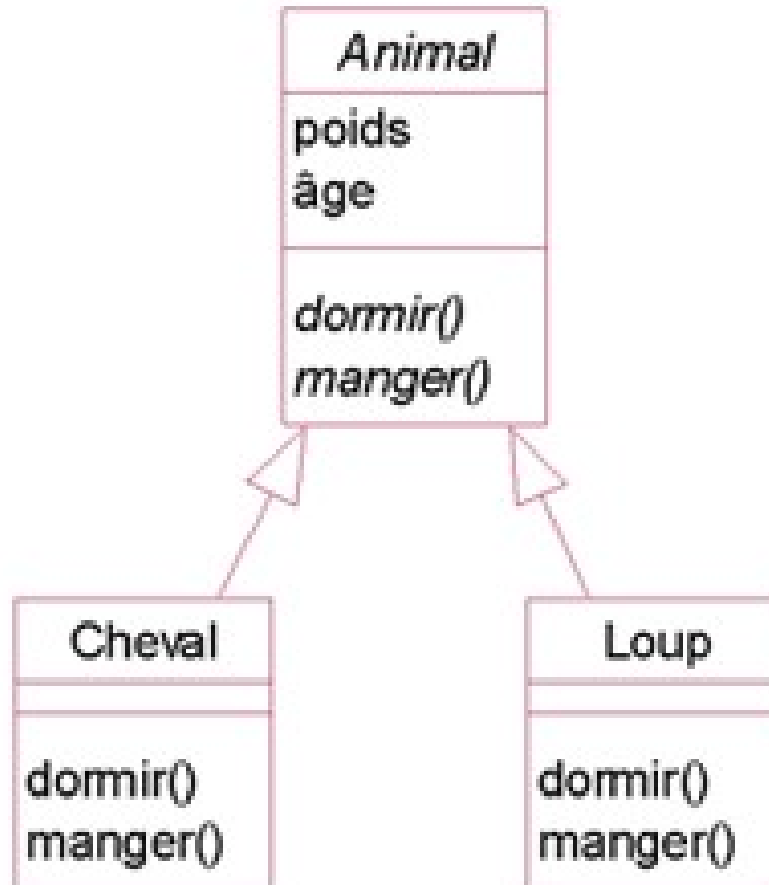 Animal
poids
âge
dormir()
manger()
Cheval
dormir()
manger()
Loup
dormir()
manger()